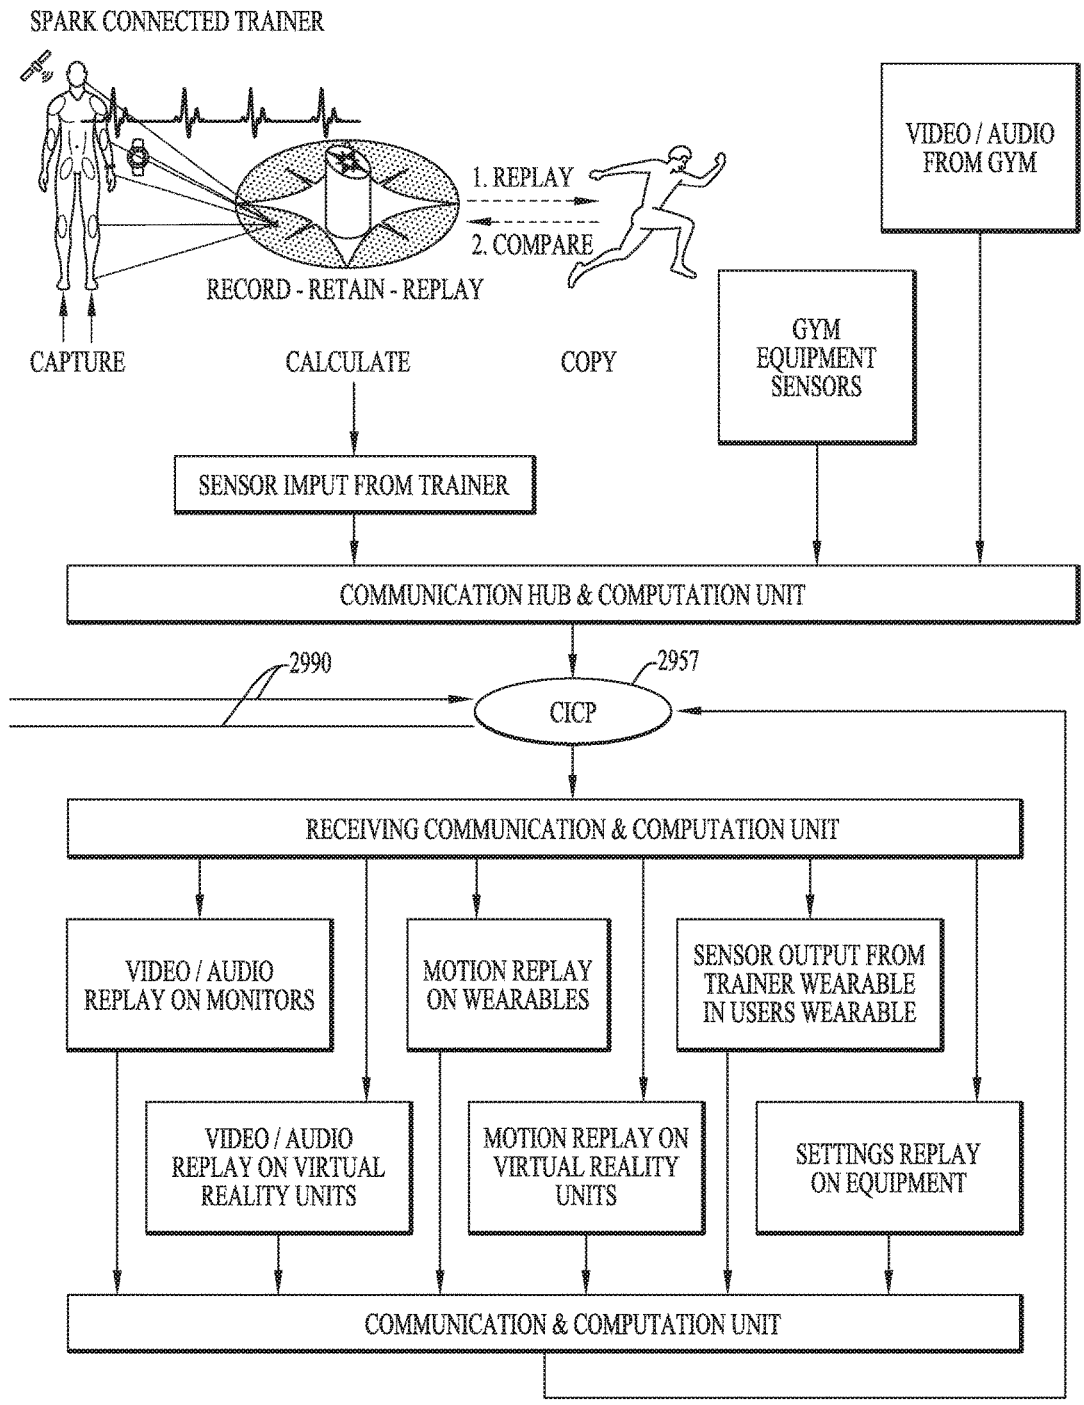 SPARK CONNECTED TRAINER
VIDEO / AUDIO
FROM GYM
1. REPLAY
2. COMPARE
RECORD - RETAIN - REPLAY
GYM
EQUIPMENT
SENSORS
CAPTURE
CALCULATE
COPY
SENSOR IMPUT FROM TRAINER
COMMUNICATION HUB & COMPUTATION UNIT
2990
2957
CICP
RECEIVING COMMUNICATION & COMPUTATION UNIT
VIDEO / AUDIO
REPLAY ON MONITORS
MOTION REPLAY
ON WEARABLES
SENSOR OUTPUT FROM
TRAINER WEARABLE
IN USERS WEARABLE
VIDEO / AUDIO
REPLAY ON VIRTUAL
REALITY UNITS
MOTION REPLAY ON
VIRTUAL REALITY
UNITS
SETTINGS REPLAY
ON EQUIPMENT
COMMUNICATION & COMPUTATION UNIT